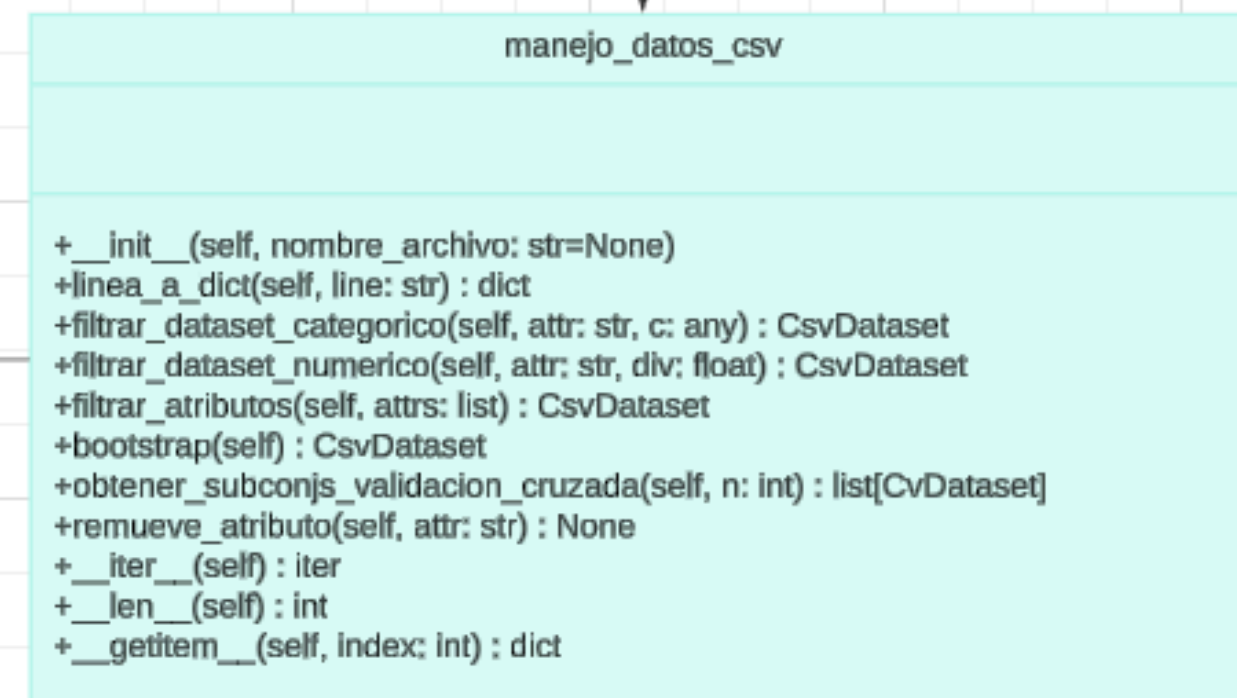 manejo_datos_csv
+__init__(self, nombre_archivo: str=None)
+linea_a_dict(self, line: str) : dict
+filtrar_dataset_categorico(self, attr: str, c: any) : CsvDataset
+filtrar_dataset_numerico(self, attr: str, div: float) : CsvDataset
+filtrar_atributos(self, attrs: list) : CsvDataset
+bootstrap(self) : CsvDataset
+obtener_subconjs_validacion_cruzada(self, n: int) : list[CvDataset]
+remueve_atributo(self, attr: str) : None
+__iter__(self) : iter
+__len__(self) : int
+__getitem__(self, index: int) : dict